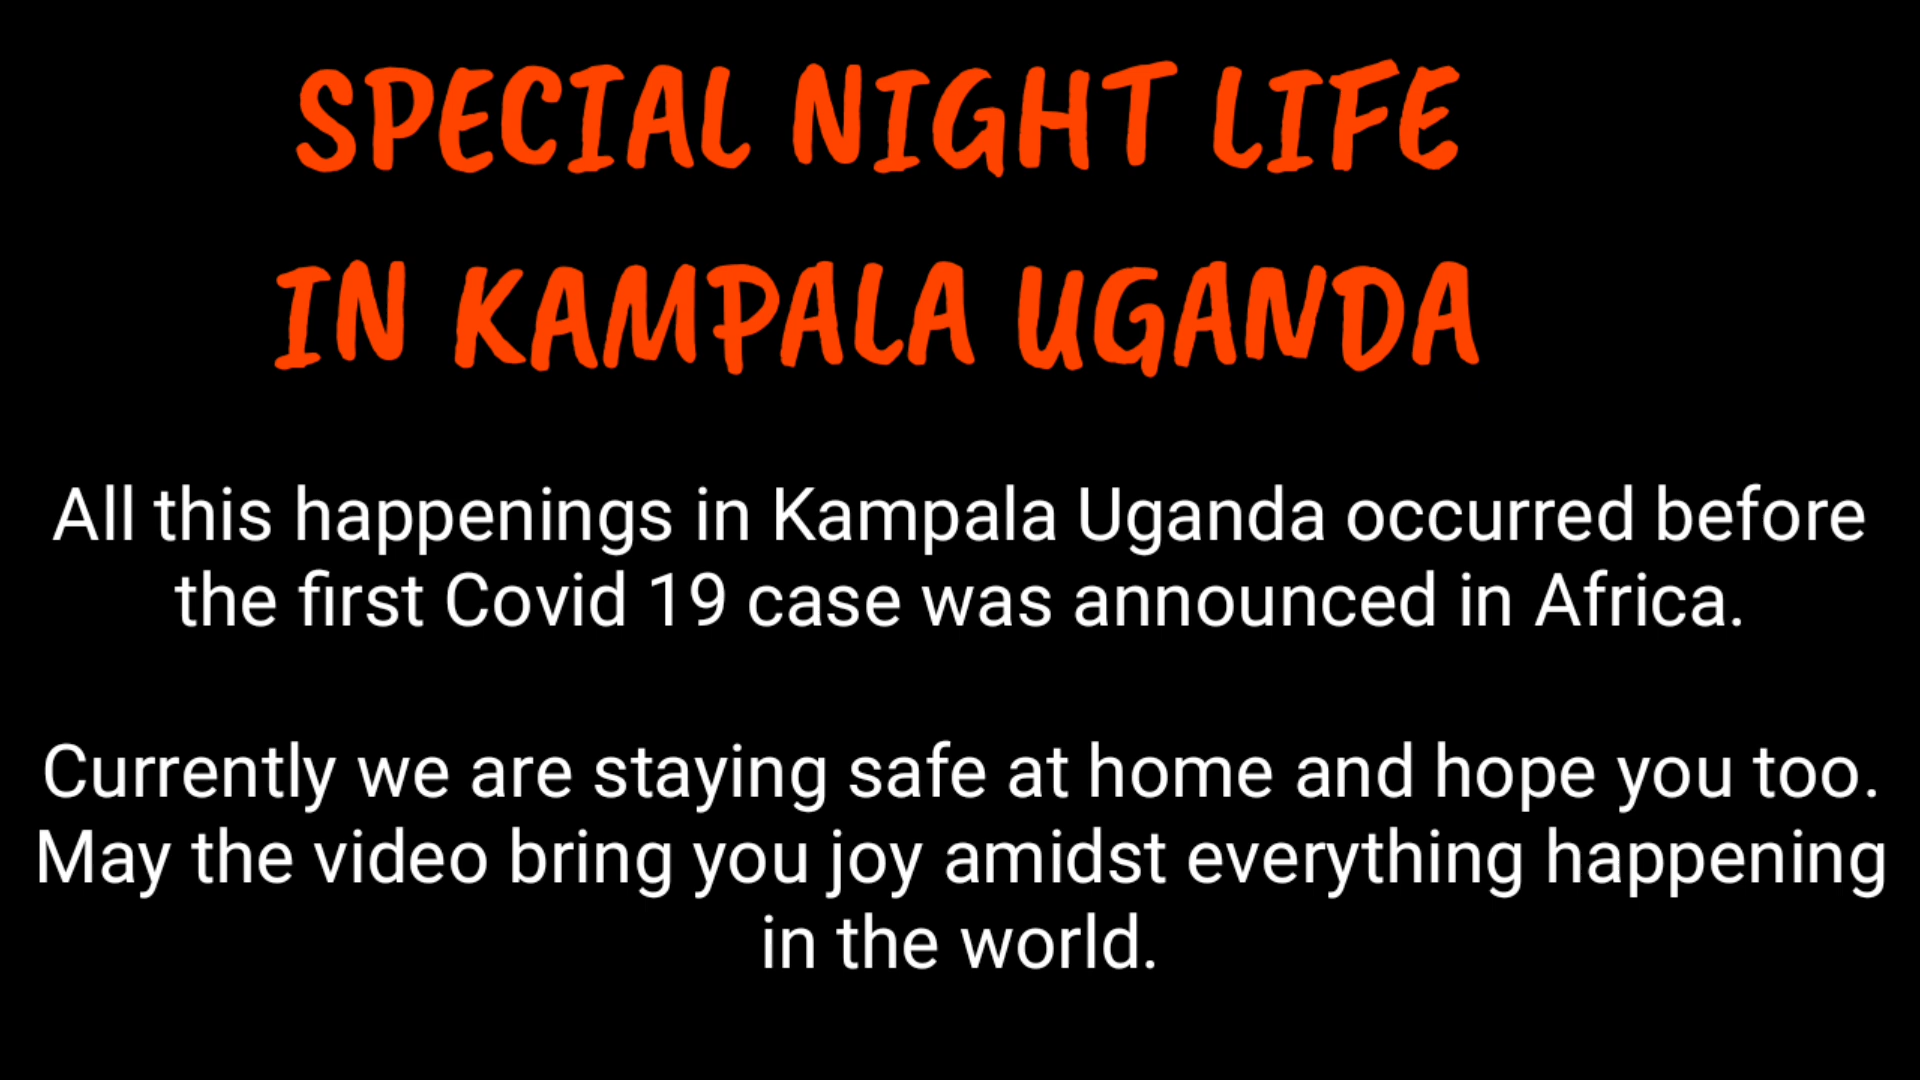 SPECIAL NIGHT LIFE
IN KAMPALA UGANDA
All this happenings in Kampala Uganda occurred before
the first Covid 19 case was announced in Africa.
Currently we are staying safe at home and hope you too.
May the video bring you joy amidst everything happening
in the world.